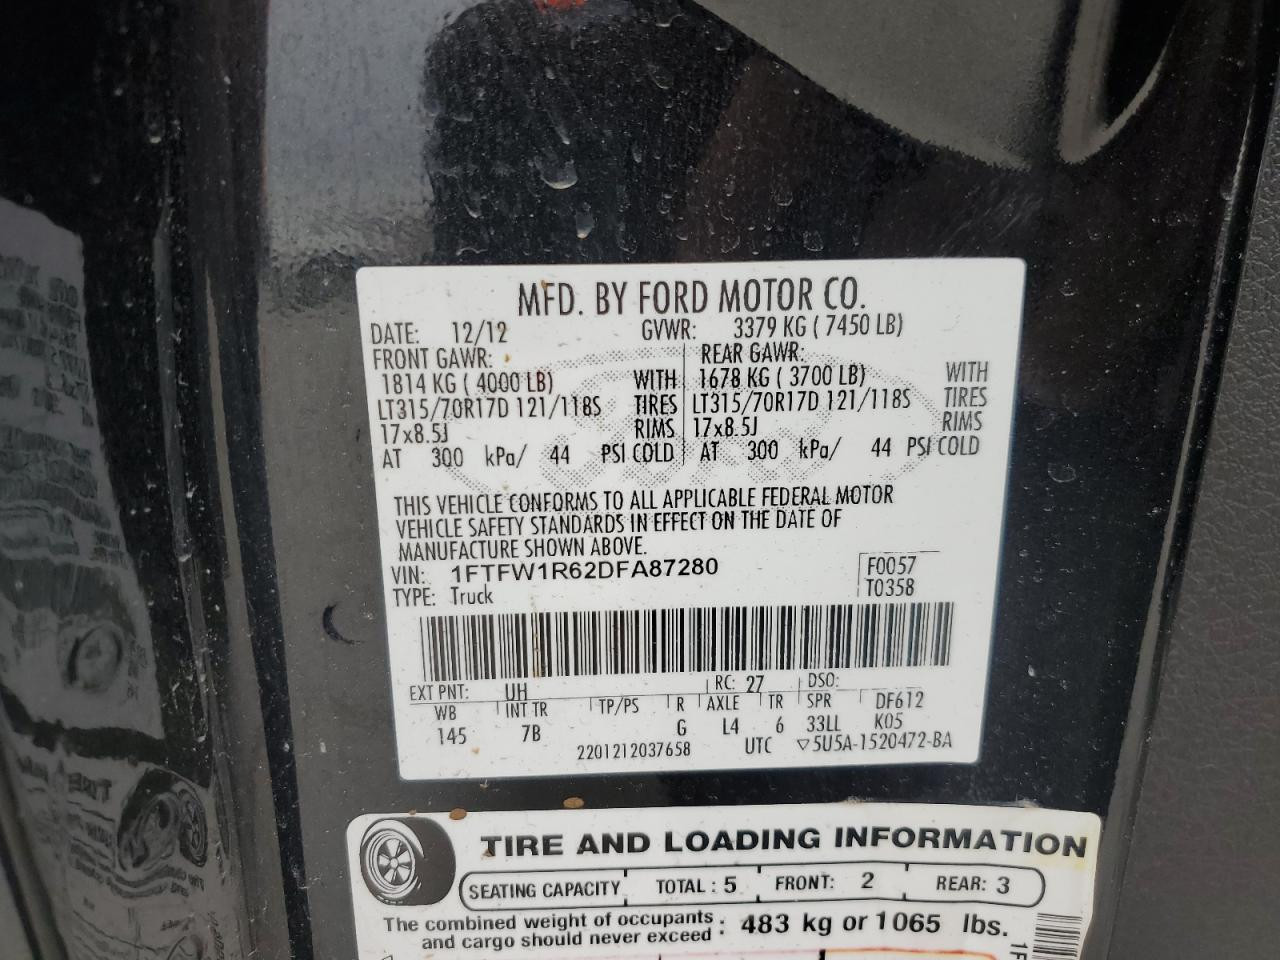 MFD. BY FORD MOTOR CO.
DATE: 12/12 GVWR: 3379 KG ( 7450 LB)
FRONT GAWR: REAR GAWR:
1814 KG ( 4000 LB) WITH 1678 KG ( 3700 LB) WITH
LT315/70R17D 121/118S TIRES LT315/70R17D 121/118S TIRES
17x8.5J RIMS 17x8.5J RIMS
AT 300 kPa/ 44 PSI COLD AT 300 kPa/ 44 PSI COLD
THIS VEHICLE CONFORMS TO ALL APPLICABLE FEDERAL MOTOR
VEHICLE SAFETY STANDARDS IN EFFECT ON THE DATE OF
MANUFACTURE SHOWN ABOVE.
VIN: 1FTFW1R62DFA87280 F0057
TYPE: Truck T0358
EXT PNT: UH RC: 27 DSO:
WB INT TR TP/PS R AXLE TR SPR DF612
145 7B G L4 6 33LL K05
2201212037658 UTC ▽5U5A-1520472-BA
TIRE AND LOADING INFORMATION
SEATING CAPACITY TOTAL : 5 FRONT: 2 REAR: 3
The combined weight of occupants and cargo should never exceed : 483 kg or 1065 lbs.
1F